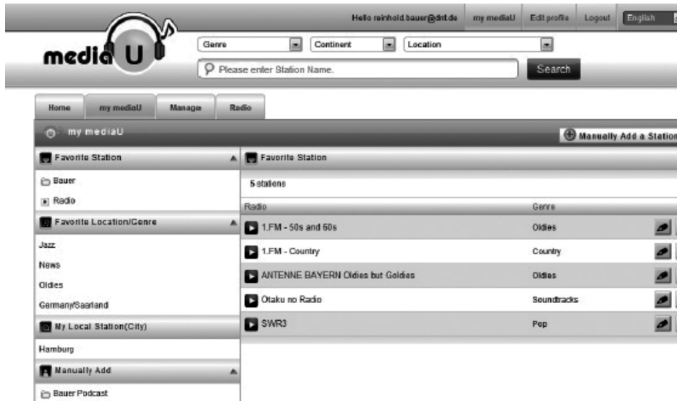 Hello reinhold.bauer@dnt.de my mediaU Edit profile Logout English
media U
Genre Continent Location
Please enter Station Name. Search
Home my mediaU Manage Radio
my mediaU Manually Add a Station
Favorite Station
Bauer
Radio
Favorite Location/Genre
Jazz
News
Oldies
Germany/Saarland
My Local Station(City)
Hamburg
Manually Add
Bauer Podcast
Favorite Station
5 stations
Radio Genre
1.FM - 50s and 60s Oldies
1.FM - Country Country
ANTENNE BAYERN Oldies but Goldies Oldies
Otaku no Radio Soundtracks
SWR3 Pop